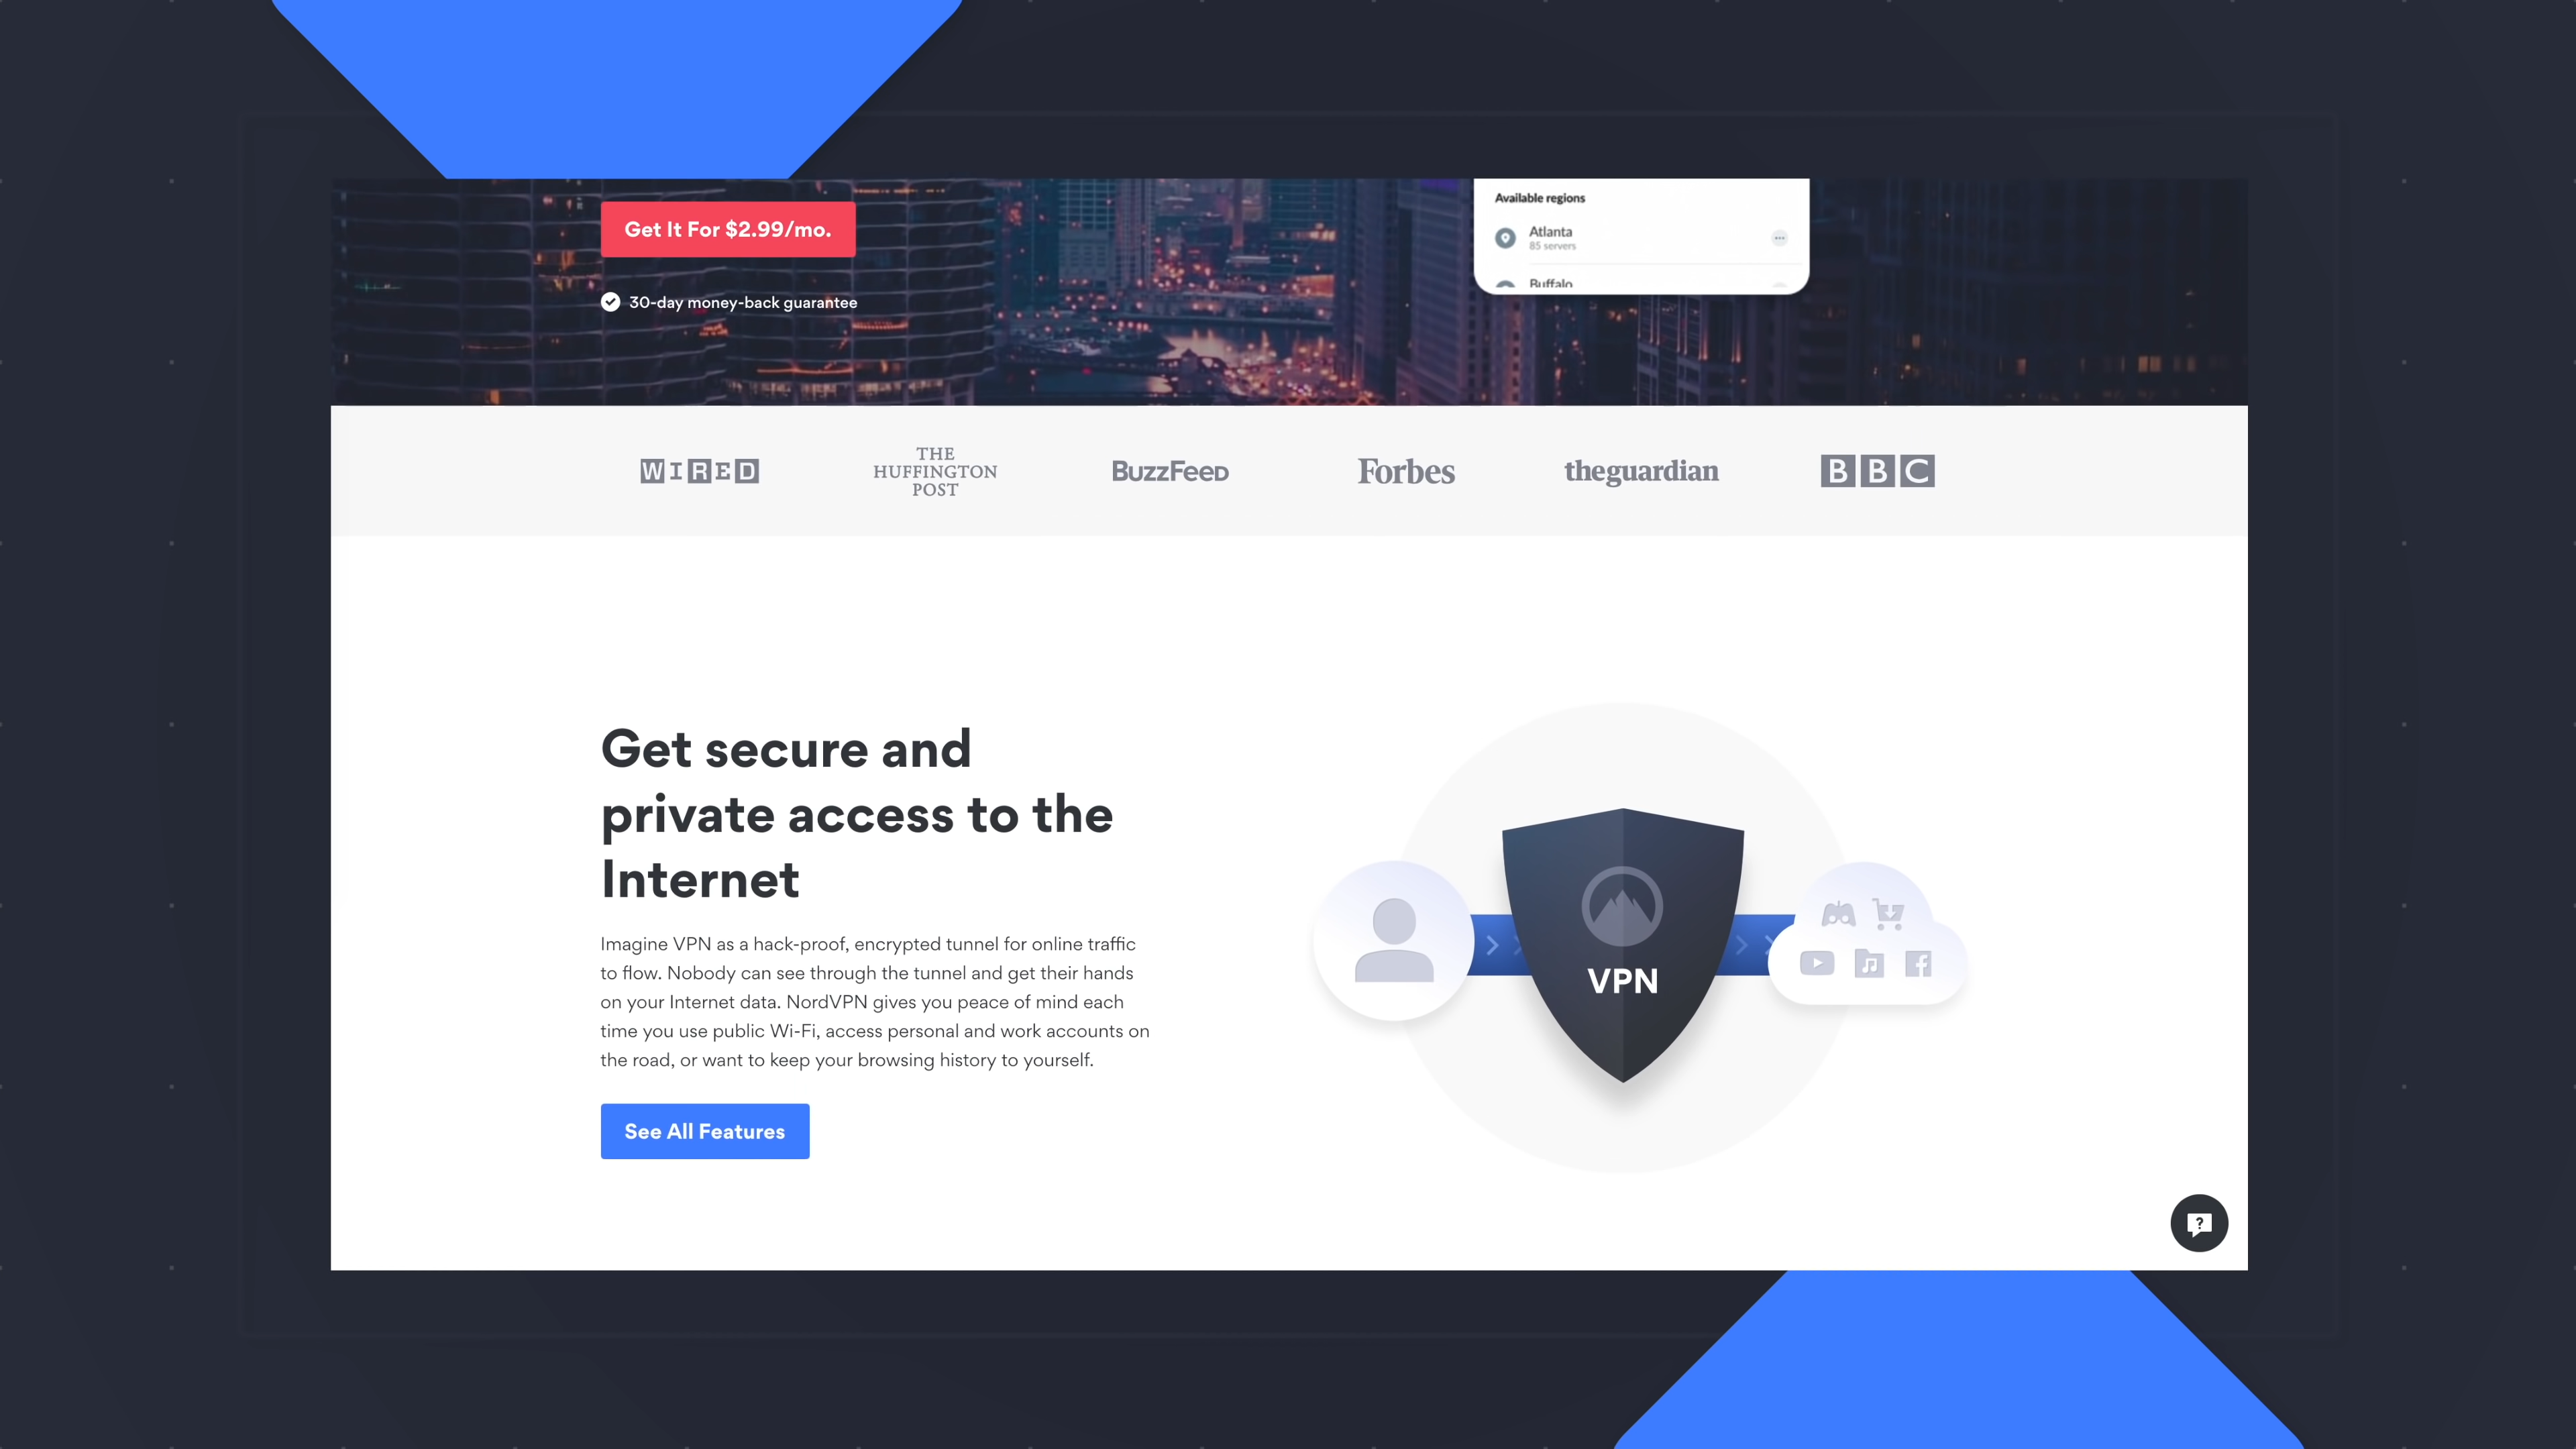 Get It For $2.99/mo.
30-day money-back guarantee
Available regions
Atlanta
85 servers
Buffalo
WIRED
THE
HUFFINGTON
POST
BuzzFeed
Forbes
theguardian
BBC
Get secure and
private access to the
Internet
Imagine VPN as a hack-proof, encrypted tunnel for online traffic
to flow. Nobody can see through the tunnel and get their hands
on your Internet data. NordVPN gives you peace of mind each
time you use public Wi-Fi, access personal and work accounts on
the road, or want to keep your browsing history to yourself.
See All Features
VPN
?